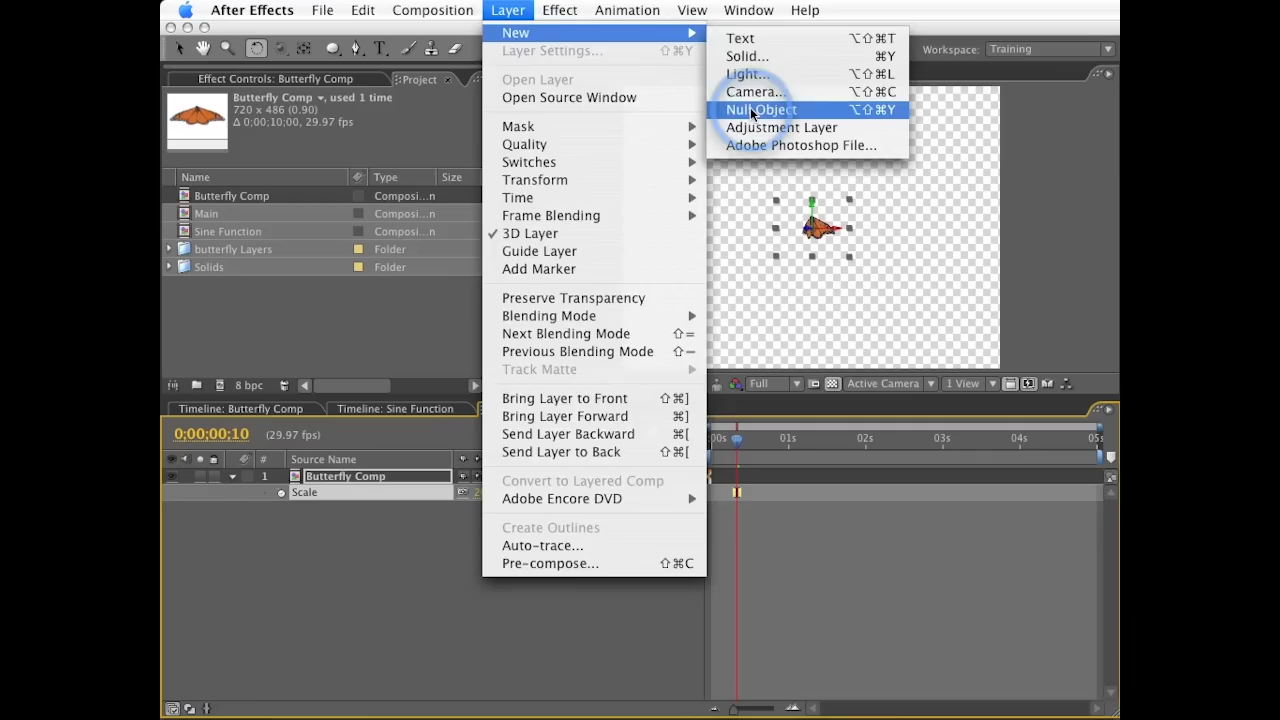 After Effects File Edit Composition Layer Effect Animation View Window Help
Effect Controls: Butterfly Comp
Project
Workspace: Training
Butterfly Comp, used 1 time
720 x 486 (0.90)
Δ 0;00;10;00, 29.97 fps
Name Type Size
Butterfly Comp Composi...n
Main Composi...n
Sine Function Composi...n
butterfly Layers Folder
Solids Folder
8 bpc
New
Layer Settings... ⇧⌘Y
Open Layer
Open Source Window
Mask
Quality
Switches
Transform
Time
Frame Blending
✓ 3D Layer
Guide Layer
Add Marker
Preserve Transparency
Blending Mode
Next Blending Mode ⇧=
Previous Blending Mode ⇧−
Track Matte
Bring Layer to Front ⇧⌘]
Bring Layer Forward ⌘]
Send Layer Backward ⌘[
Send Layer to Back ⇧⌘[
Convert to Layered Comp
Adobe Encore DVD
Create Outlines
Auto-trace...
Pre-compose... ⇧⌘C
Text ⌥⇧⌘T
Solid... ⌘Y
Light... ⌥⇧⌘L
Camera... ⌥⇧⌘C
Null Object ⌥⇧⌘Y
Adjustment Layer
Adobe Photoshop File...
Full Active Camera 1 View
Timeline: Butterfly Comp
Timeline: Sine Function
0;00;00;10 (29.97 fps)
:00s 01s 02s 03s 04s 05s
# Source Name
1 Butterfly Comp
Scale